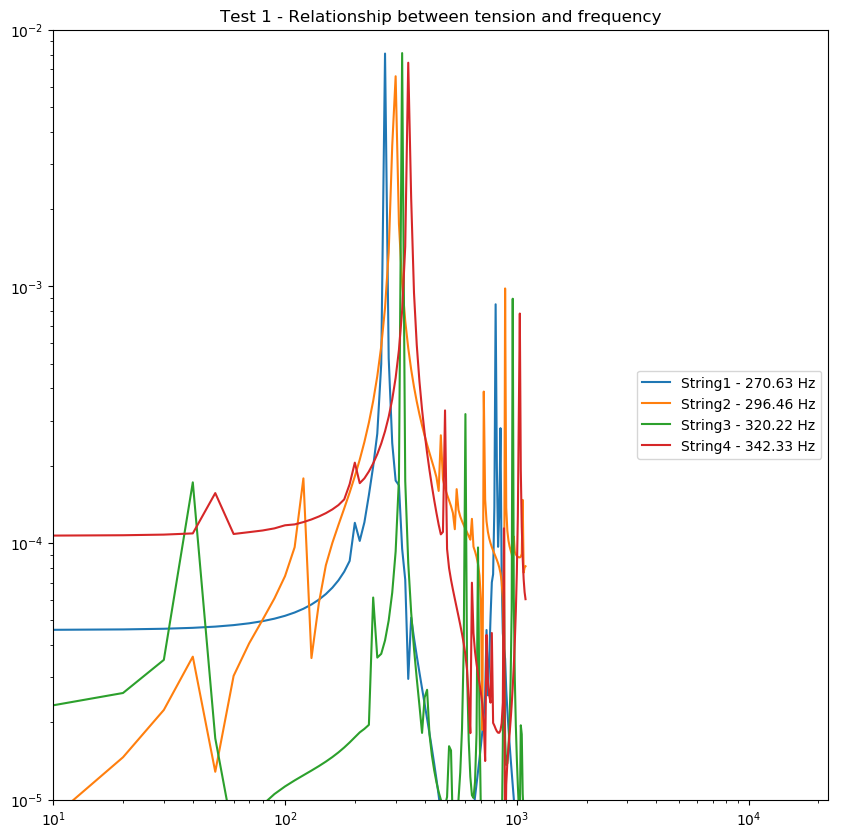 Test 1 - Relationship between tension and frequency
10⁻²
10⁻³
10⁻⁴
10⁻⁵
String1 - 270.63 Hz
String2 - 296.46 Hz
String3 - 320.22 Hz
String4 - 342.33 Hz
10¹ 10² 10³ 10⁴